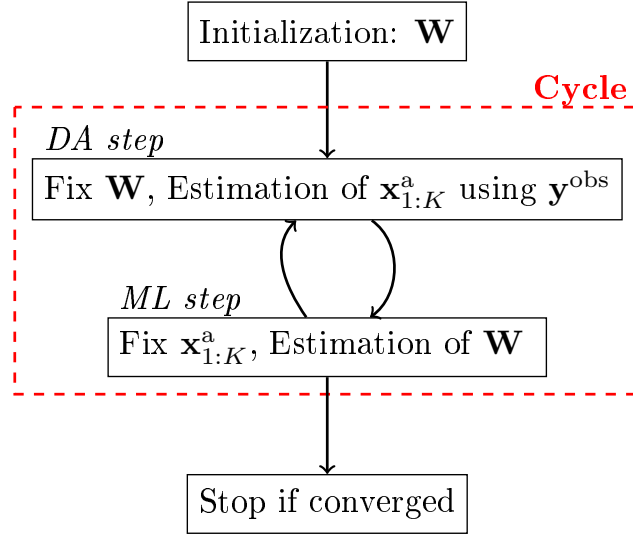 Initialization: W
Cycle
DA step
Fix W, Estimation of x^a_{1:K} using y^obs
ML step
Fix x^a_{1:K}, Estimation of W
Stop if converged